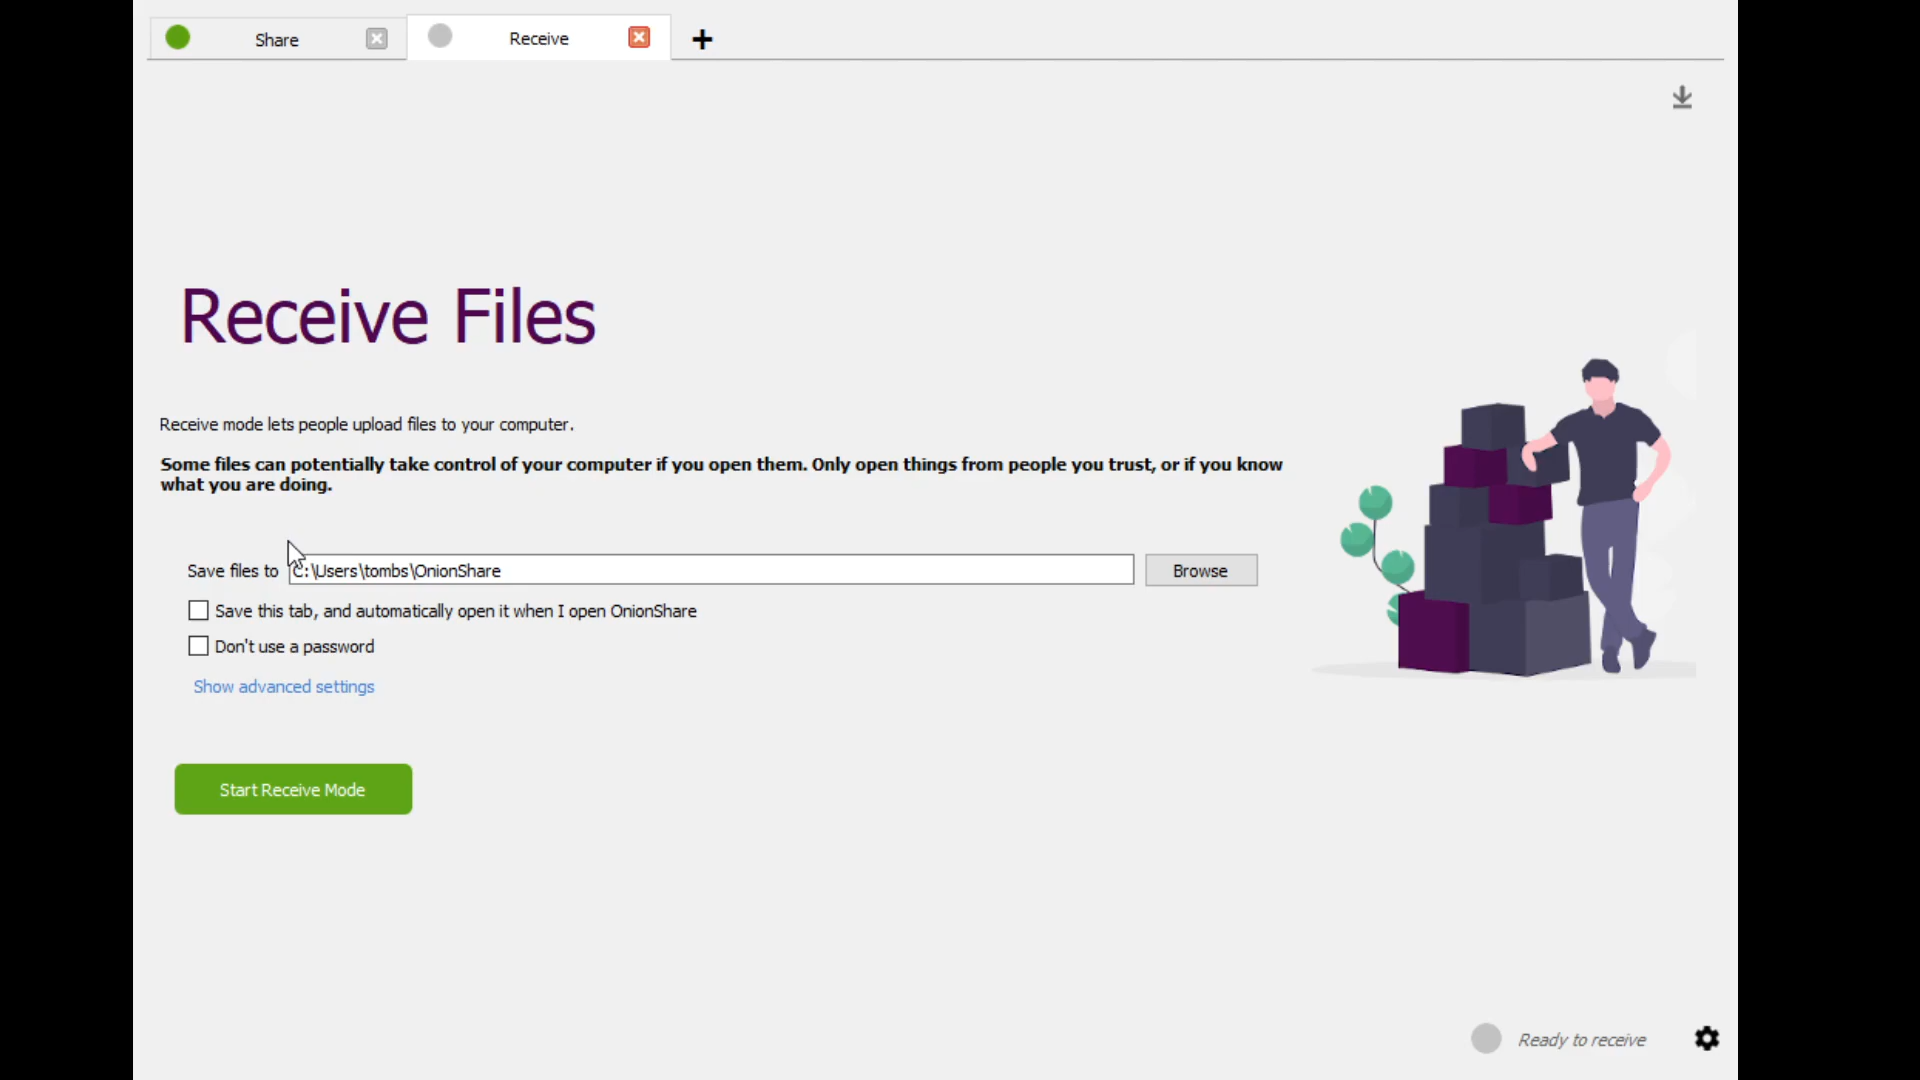 Share
Receive
Receive Files
Receive mode lets people upload files to your computer.
Some files can potentially take control of your computer if you open them. Only open things from people you trust, or if you know
what you are doing.
Save files to C:\Users\tombs\OnionShare Browse
Save this tab, and automatically open it when I open OnionShare
Don't use a password
Show advanced settings
Start Receive Mode
Ready to receive